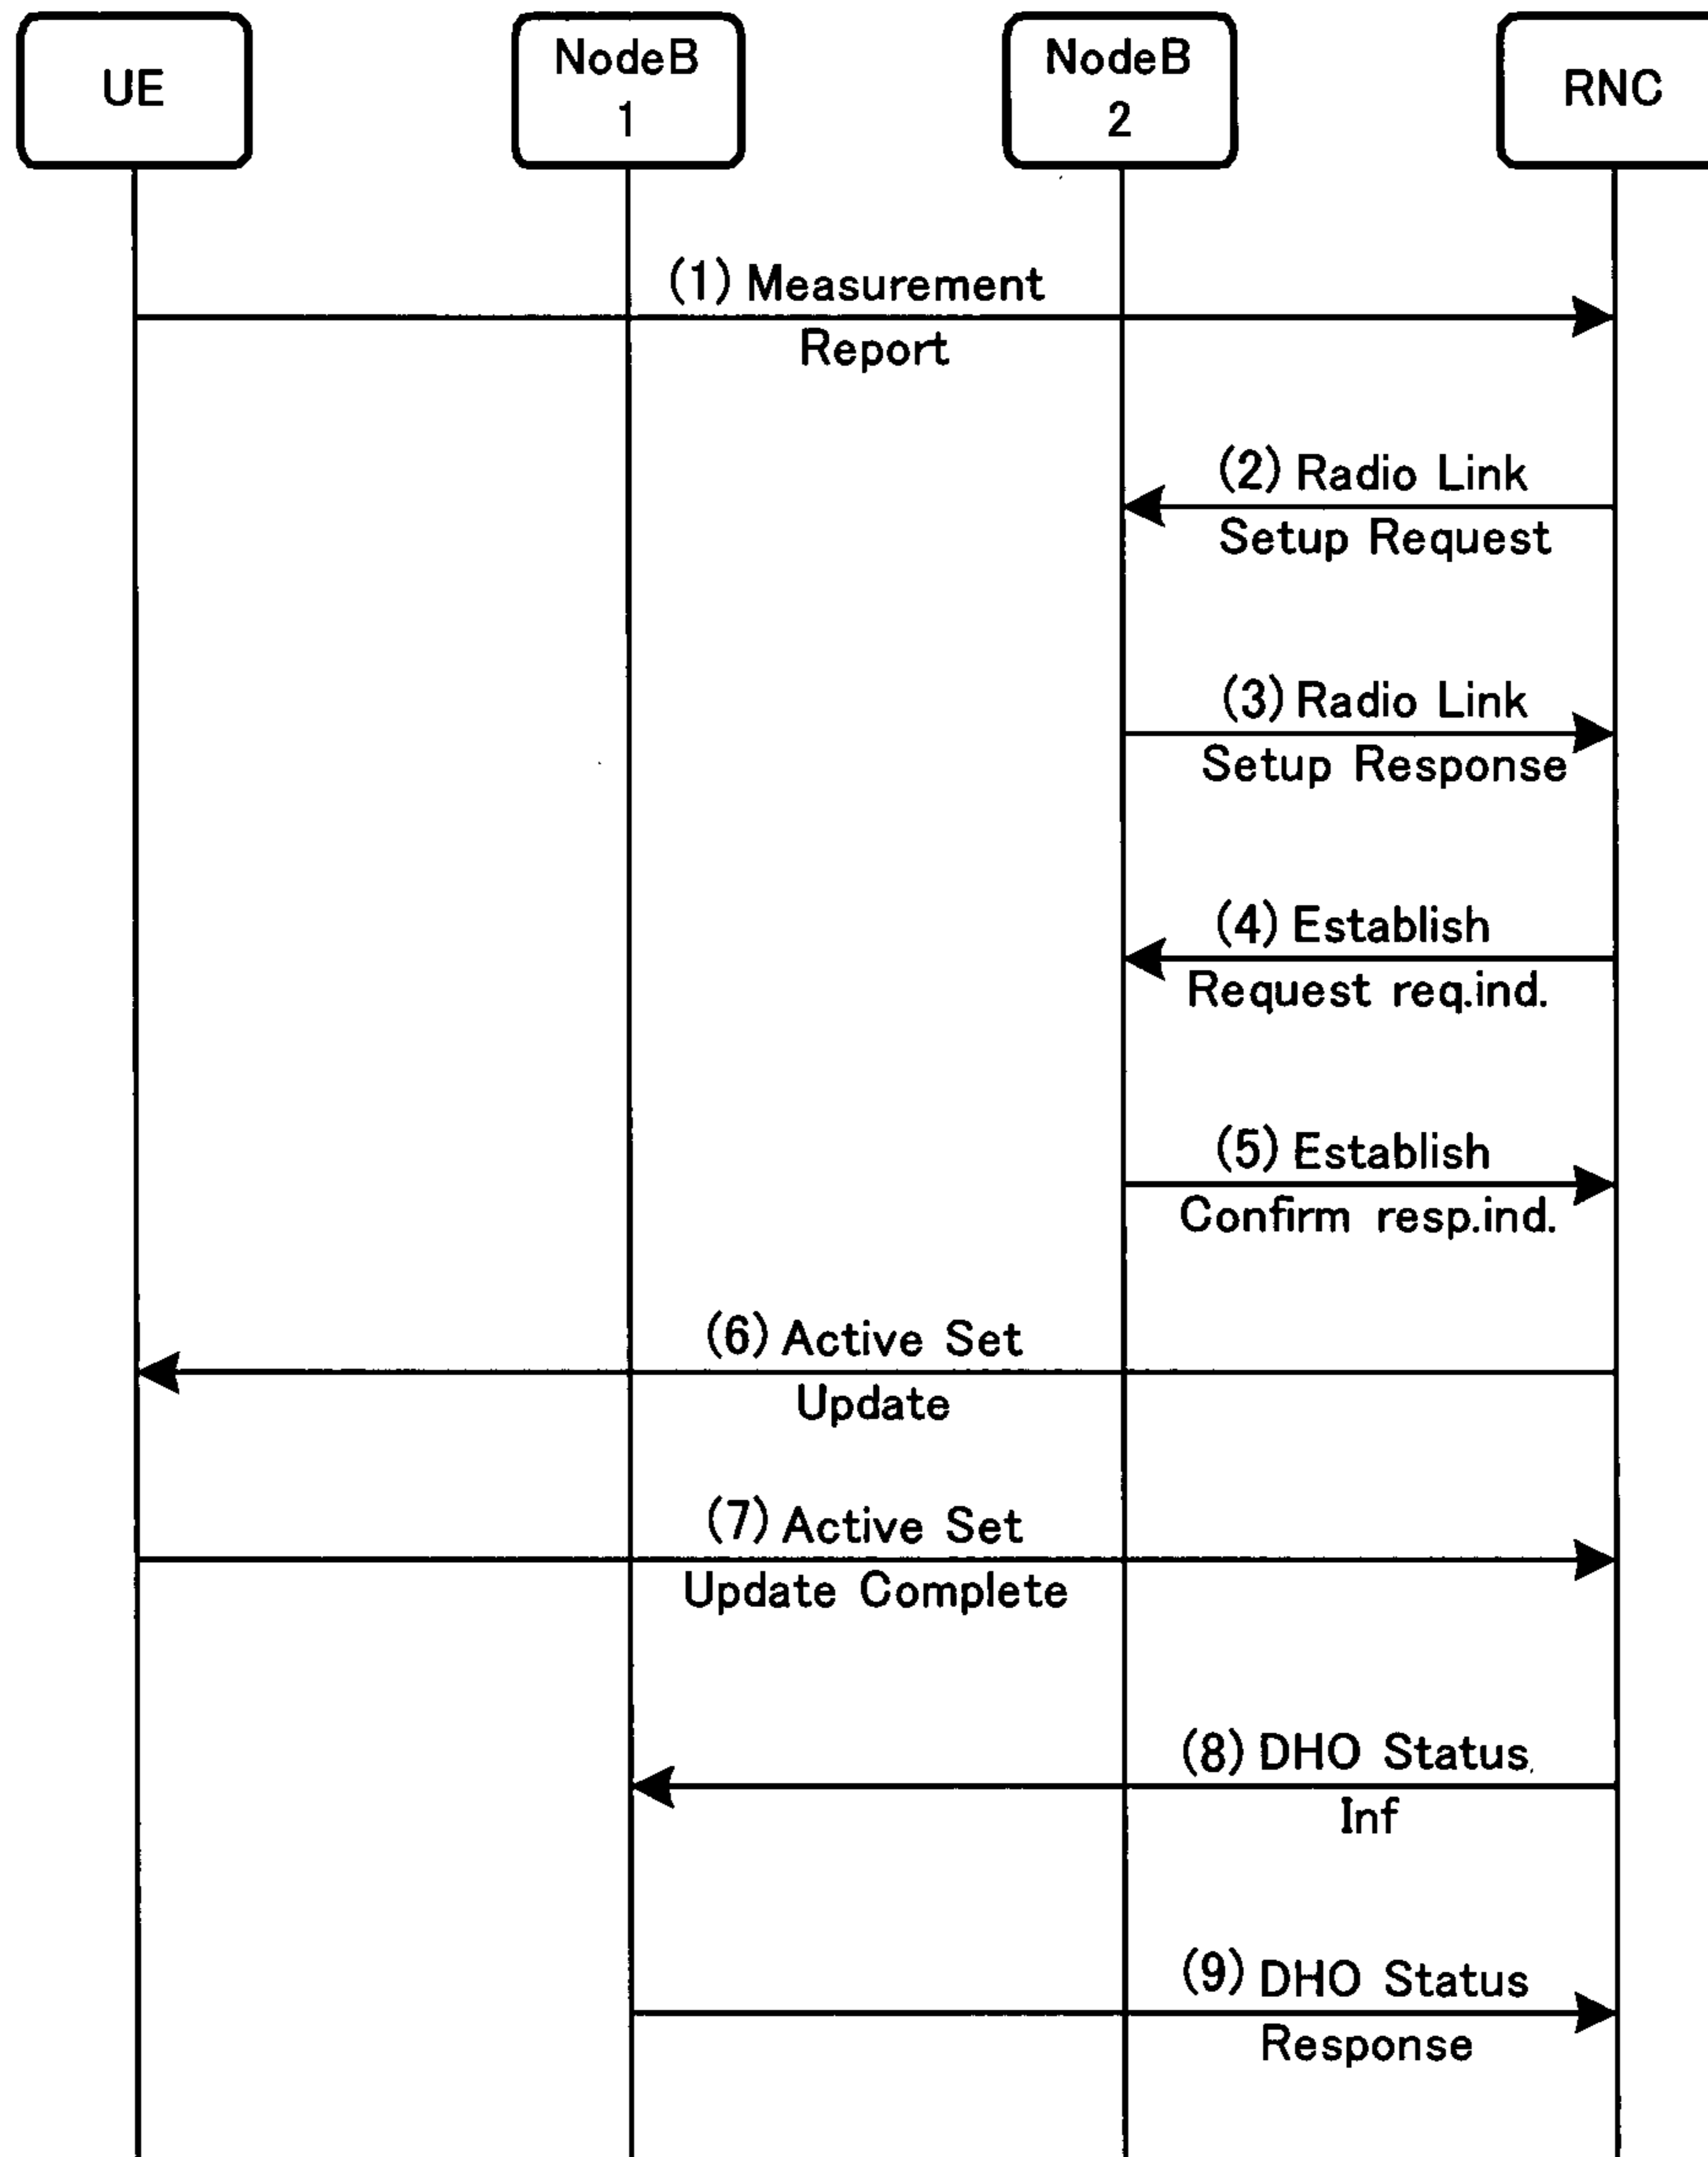 UE
NodeB
1
NodeB
2
RNC
(1) Measurement
Report
(2) Radio Link
Setup Request
(3) Radio Link
Setup Response
(4) Establish
Request req.ind.
(5) Establish
Confirm resp.ind.
(6) Active Set
Update
(7) Active Set
Update Complete
(8) DHO Status
Inf
(9) DHO Status
Response